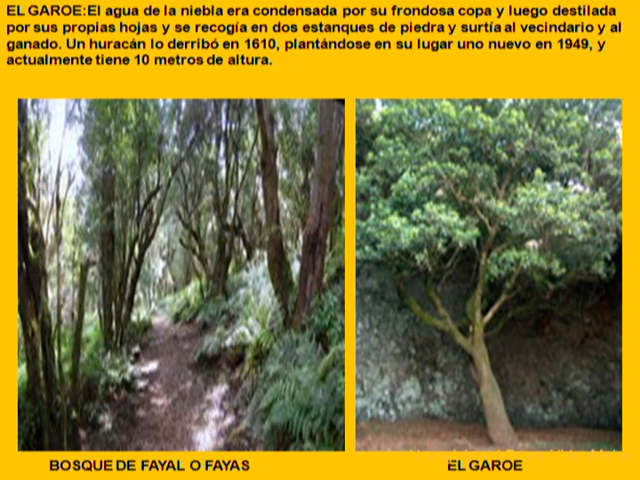 EL GAROE:El agua de la niebla era condensada por su frondosa copa y luego destilada
por sus propias hojas y se recogía en dos estanques de piedra y surtía al vecindario y al
ganado. Un huracán lo derribó en 1610, plantándose en su lugar uno nuevo en 1949, y
actualmente tiene 10 metros de altura.
BOSQUE DE FAYAL O FAYAS
EL GAROE